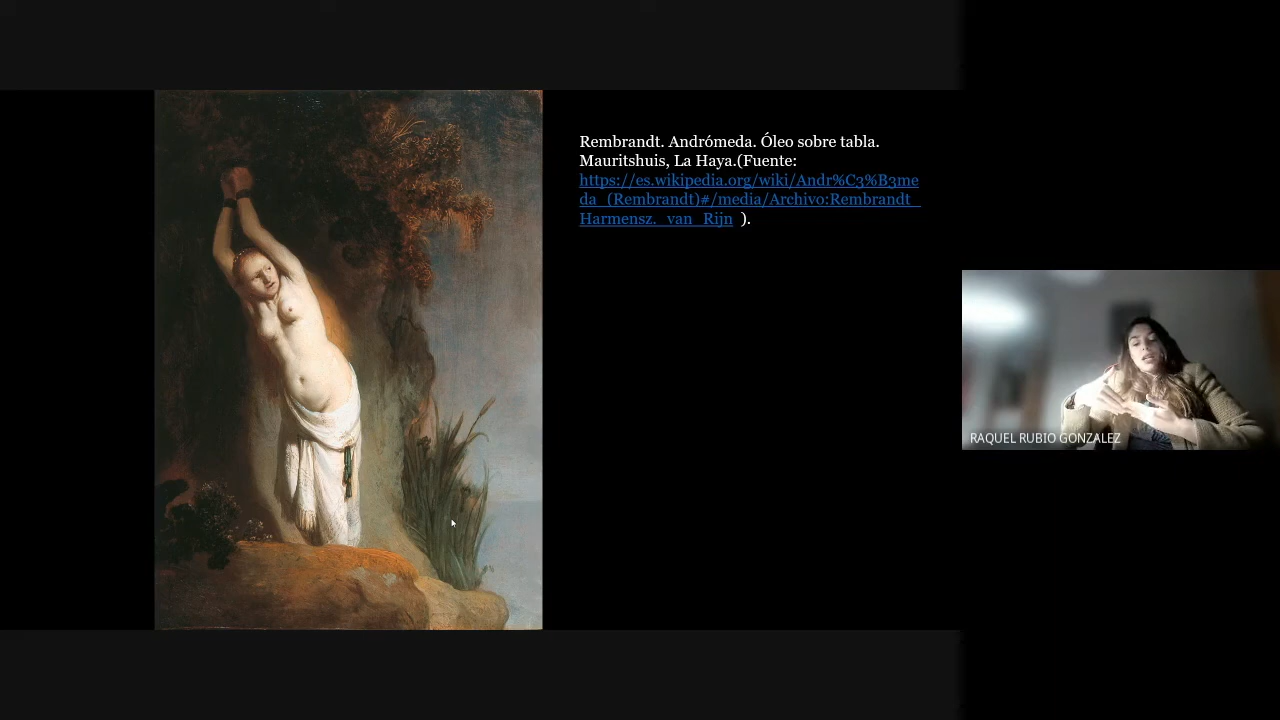 Rembrandt. Andrómeda. Óleo sobre tabla.
Mauritshuis, La Haya.(Fuente:
https://es.wikipedia.org/wiki/Andr%C3%B3me
da_(Rembrandt)#/media/Archivo:Rembrandt_
Harmensz._van_Rijn ).
RAQUEL RUBIO GONZALEZ